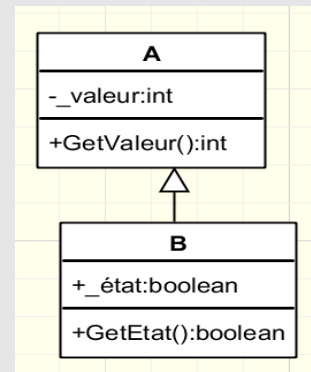 A
-_valeur:int
+GetValeur():int
B
+_état:boolean
+GetEtat():boolean